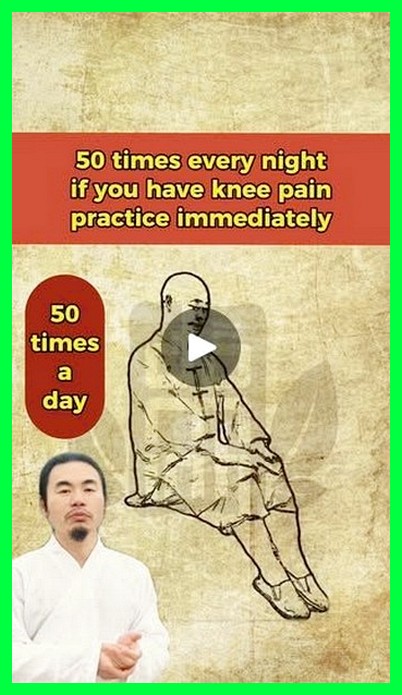 50 times every night
if you have knee pain
practice immediately
50
times
a
day